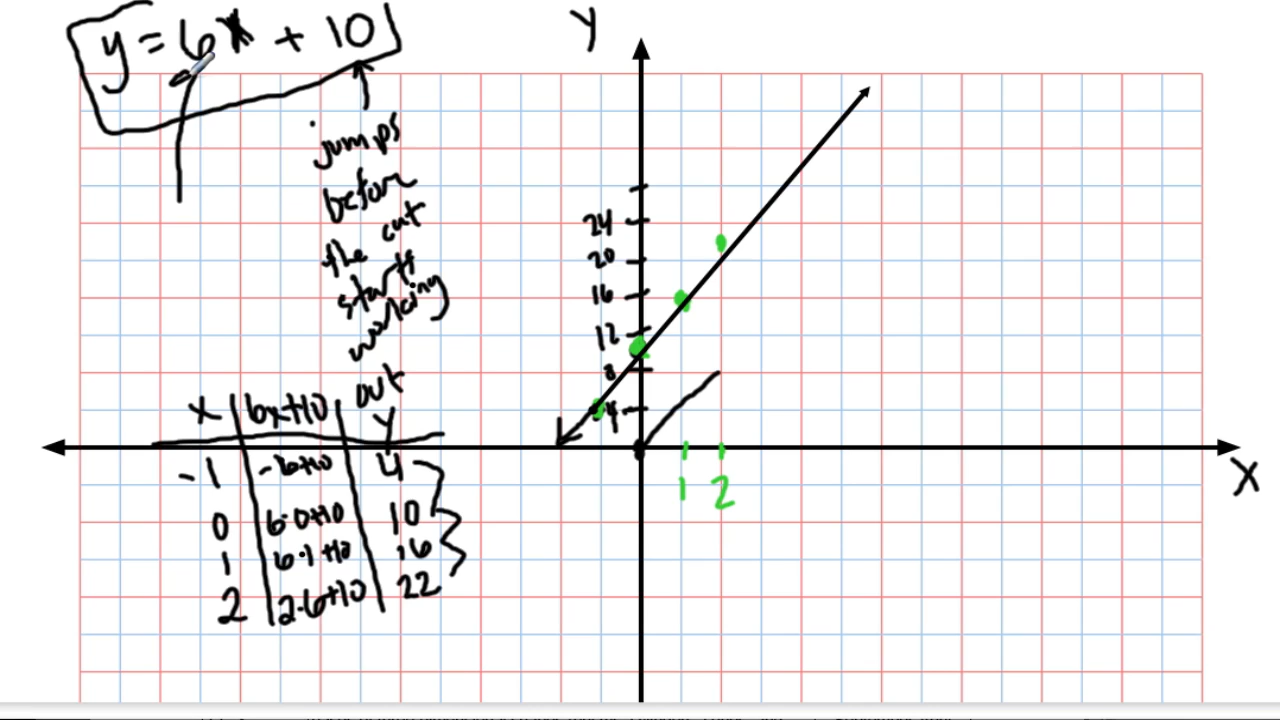 y = 6x + 10
jumps
before
the cat
starts
working
out
x 6x+10 y
-1 -6+10 4
0 6·0+10 10
1 6·1+10 16
2 2·6+10 22
Y
24
20
16
12
8
4
1 2
X